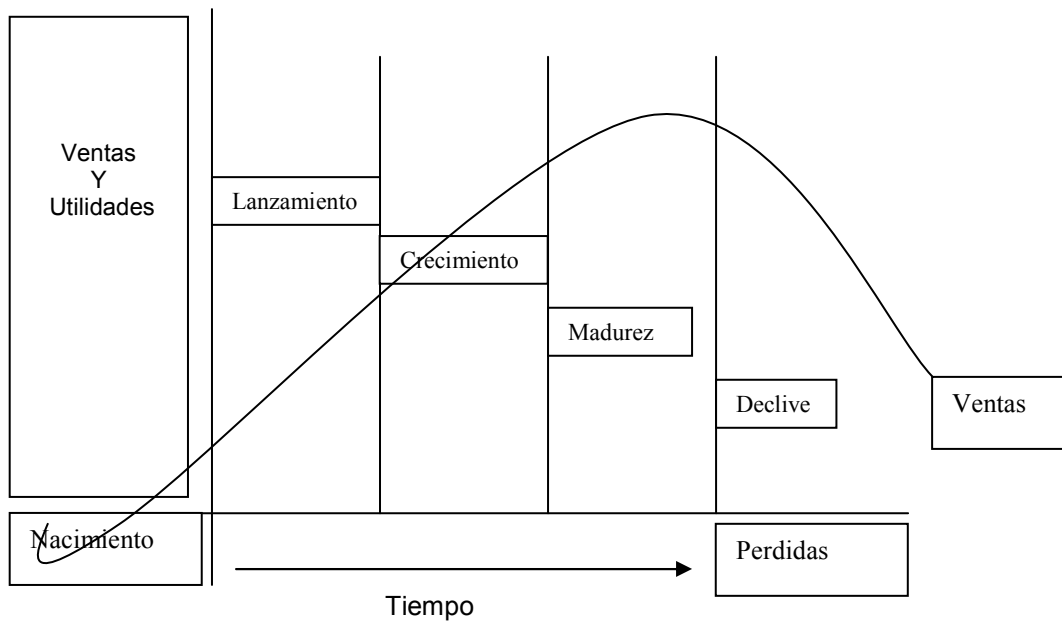 Ventas
Y
Utilidades
Lanzamiento
Crecimiento
Madurez
Declive
Ventas
Nacimiento
Perdidas
Tiempo